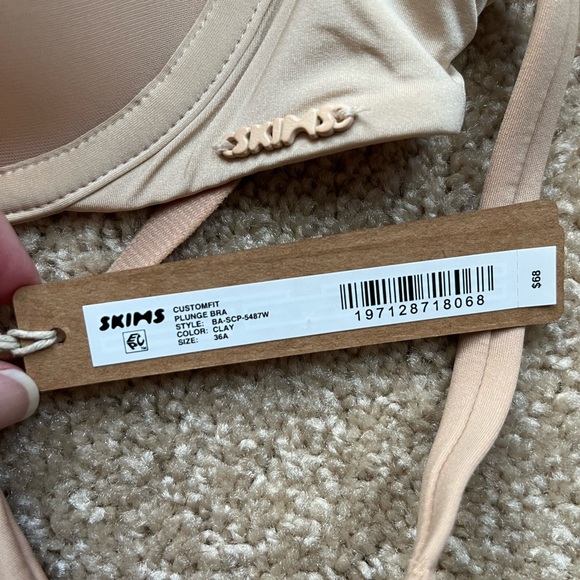 SKIMS
SKIMS
CUSTOMFIT
PLUNGE BRA
STYLE: BA-SCP-5487W
COLOR: CLAY
SIZE: 36A
197128718068
$68